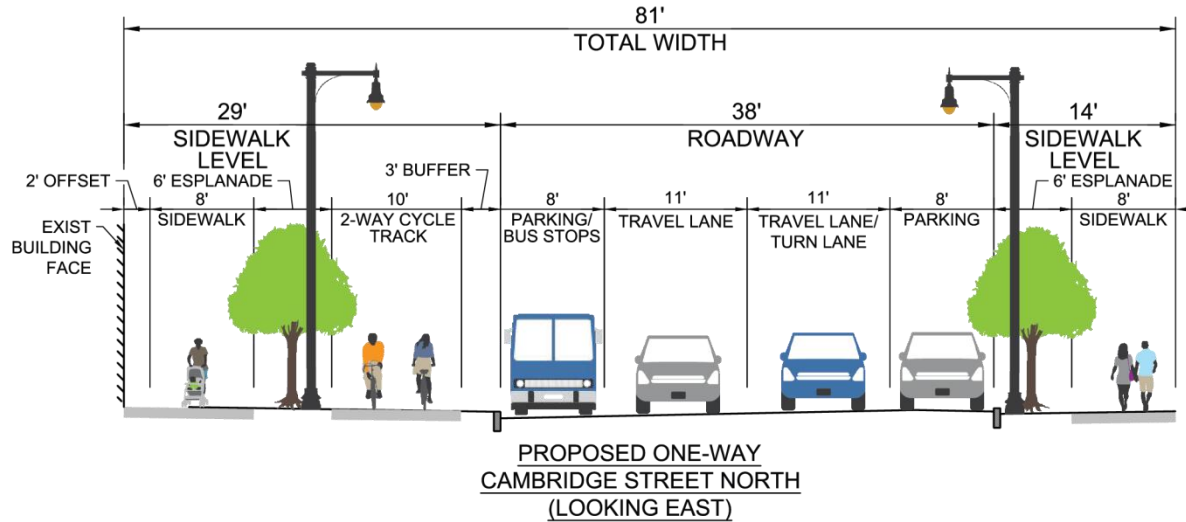 81'
TOTAL WIDTH
29'
SIDEWALK
LEVEL
38'
ROADWAY
14'
SIDEWALK
LEVEL
2' OFFSET
6' ESPLANADE
3' BUFFER
6' ESPLANADE
8'
SIDEWALK
10'
2-WAY CYCLE
TRACK
8'
PARKING/
BUS STOPS
11'
TRAVEL LANE
11'
TRAVEL LANE/
TURN LANE
8'
PARKING
8'
SIDEWALK
EXIST
BUILDING
FACE
PROPOSED ONE-WAY
CAMBRIDGE STREET NORTH
(LOOKING EAST)